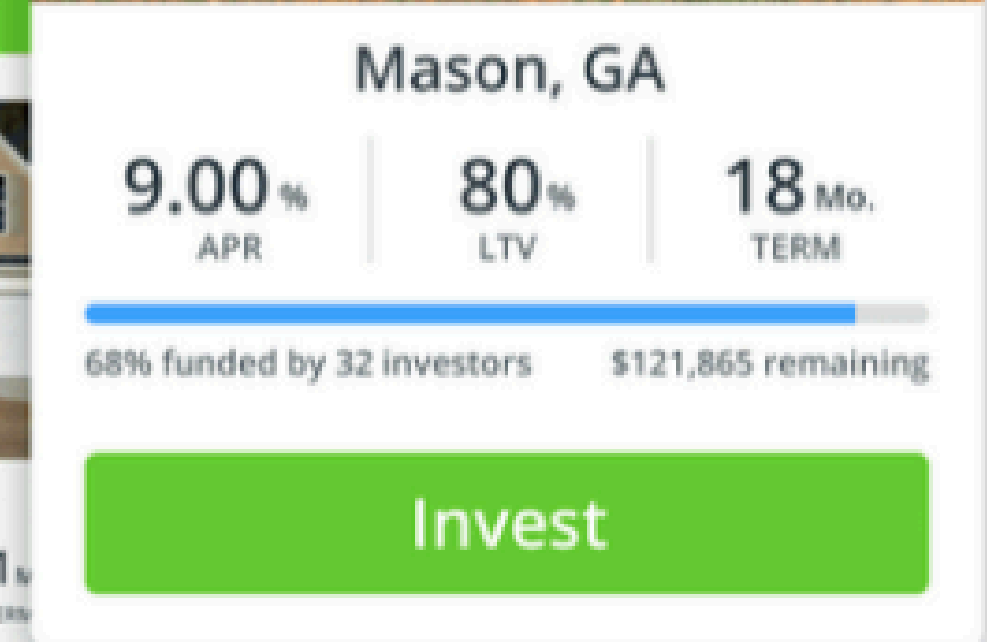 Mason, GA
9.00% 80% 18 Mo.
APR LTV TERM
68% funded by 32 investors $121,865 remaining
Invest